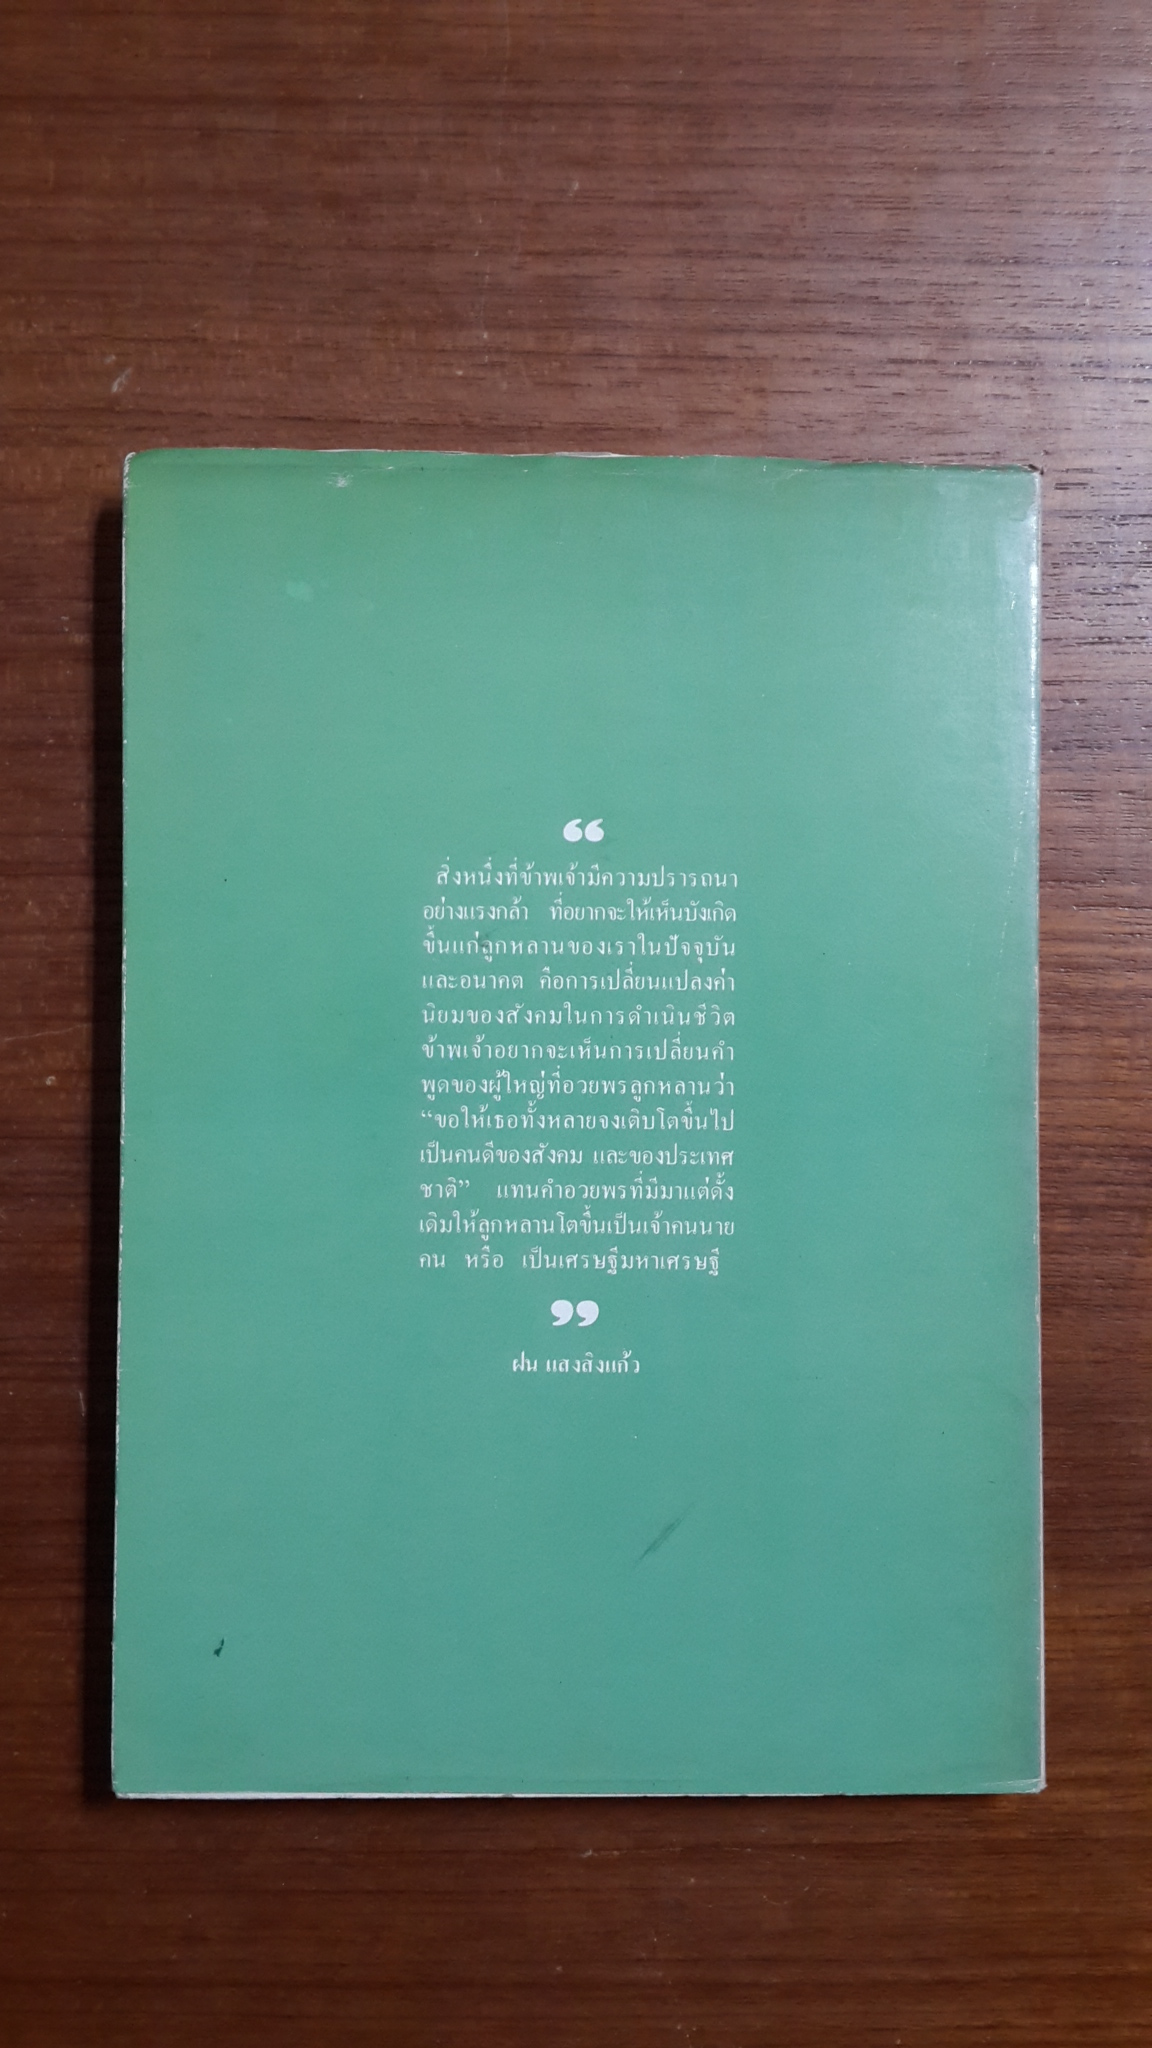 “
สิ่งหนึ่งที่ข้าพเจ้ามีความปรารถนา
อย่างแรงกล้า ที่อยากจะให้เห็นบังเกิด
ขึ้นแก่ลูกหลานของเราในปัจจุบัน
และอนาคต คือการเปลี่ยนแปลงค่า
นิยมของสังคมในการดำเนินชีวิต
ข้าพเจ้าอยากจะเห็นการเปลี่ยนคำ
พูดของผู้ใหญ่ที่อวยพรลูกหลานว่า
“ขอให้เธอทั้งหลายจงเติบโตขึ้นไป
เป็นคนดีของสังคม และของประเทศ
ชาติ” แทนคำอวยพรที่มีมาแต่ดั้ง
เดิมให้ลูกหลานโตขึ้นเป็นเจ้าคนนาย
คน หรือ เป็นเศรษฐีมหาเศรษฐี
”
ฝน แสงสิงแก้ว